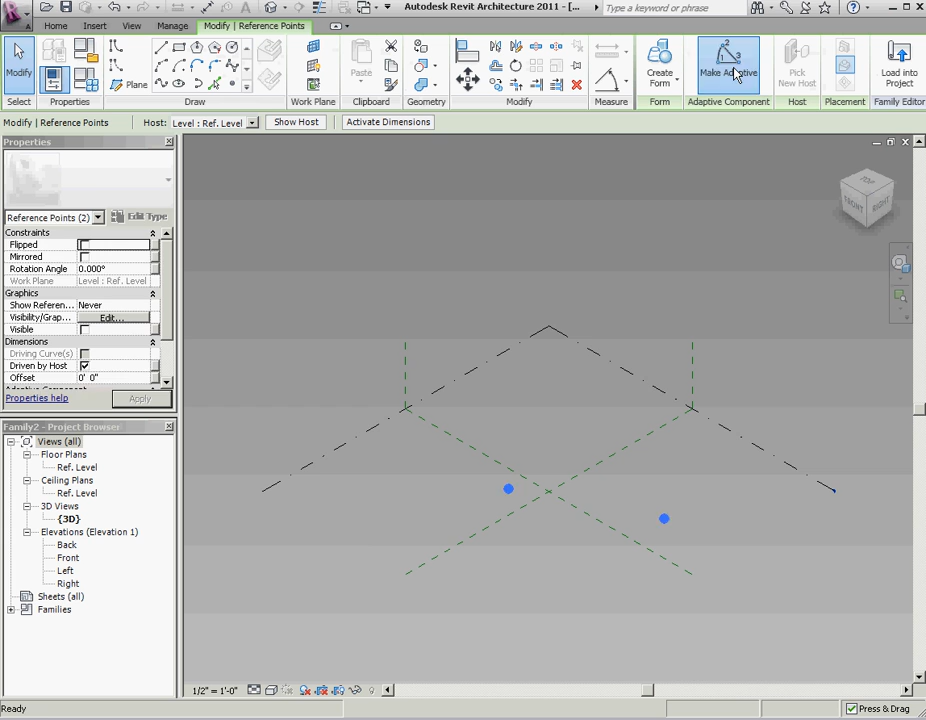 Autodesk Revit Architecture 2011 - [...
Type a keyword or phrase
Home
Insert
View
Manage
Modify | Reference Points
Modify
Plane
Paste
Create Form
Make Adaptive
Pick New Host
Load into Project
Select
Properties
Draw
Work Plane
Clipboard
Geometry
Modify
Measure
Form
Adaptive Component
Host
Placement
Family Editor
Modify | Reference Points
Host:
Level : Ref. Level
Show Host
Activate Dimensions
Properties
Reference Points (2)
Edit Type
Constraints
Flipped
Mirrored
Rotation Angle
0.000°
Work Plane
Level : Ref. Level
Graphics
Show Referen...
Never
Visibility/Grap...
Edit...
Visible
Dimensions
Driving Curve(s)
Driven by Host
Offset
0' 0"
Properties help
Apply
Family2 - Project Browser
Views (all)
Floor Plans
Ref. Level
Ceiling Plans
Ref. Level
3D Views
{3D}
Elevations (Elevation 1)
Back
Front
Left
Right
Sheets (all)
Families
TOP
FRONT
RIGHT
1/2" = 1'-0"
Ready
Press & Drag